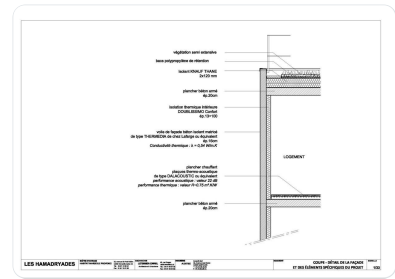 végétation semi extensive
bacs polypropylène de rétention
isolant KNAUF THANE
2x120 mm
plancher béton armé
ép.20cm
isolation thermique intérieure
DOUBLISSIMO Confort
ép.13+100
voile de façade béton isolant matricé
de type THERMEDIA de chez Lafarge ou équivalent
ép.18cm
Conductivité thermique : λ = 0,54 W/m.K
LOGEMENT
plancher chauffant
plaques thermo-acoustique
de type DALACOUSTIC ou équivalent
performance acoustique : valeur 22 dB
performance thermique : valeur R=0.75 m².K/W
plancher béton armé
ép.20cm
LES HAMADRYADES
COUPE - DÉTAIL DE LA FAÇADE
ET DES ÉLÉMENTS SPÉCIFIQUES DU PROJET
1/20